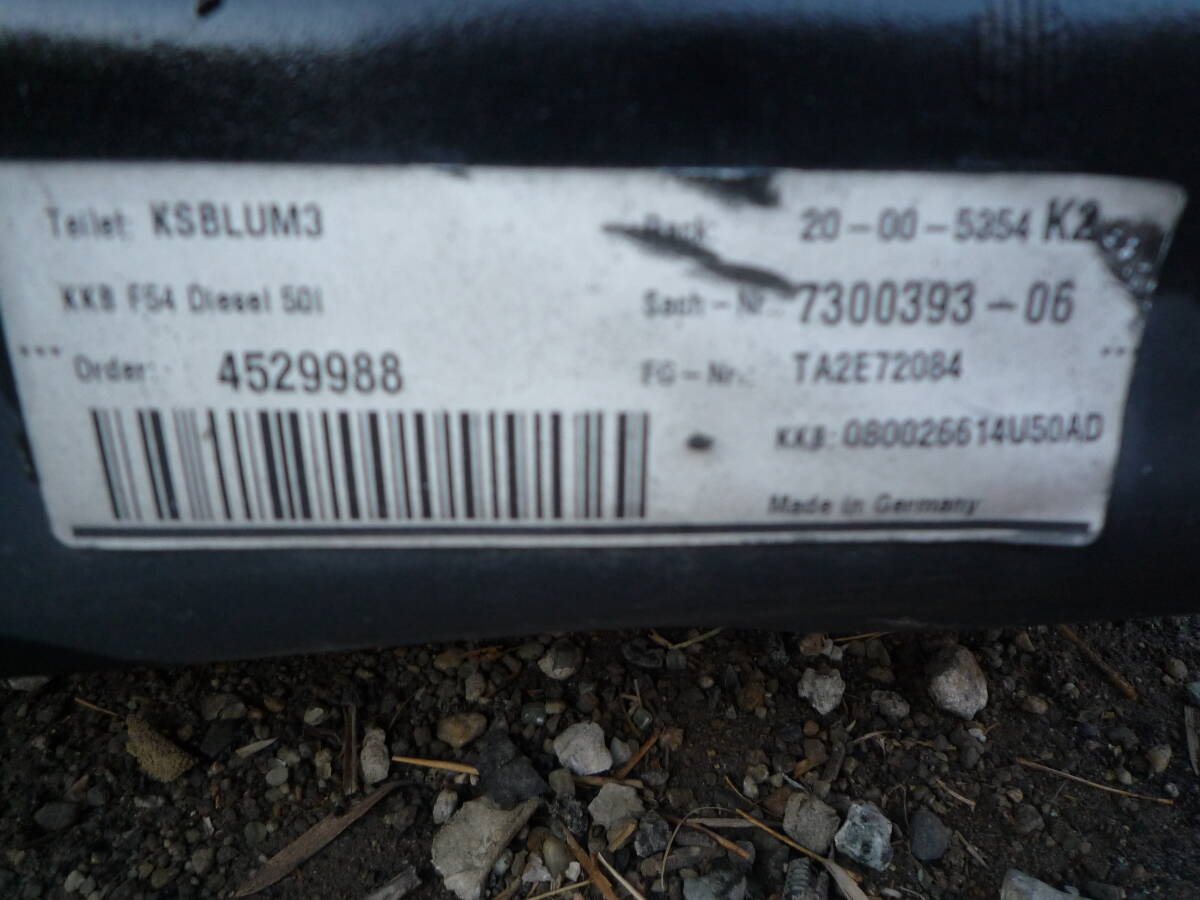 Teilet: KSBLUM3
20-00-5354 K2
KKB F54 Diesel 50l
Sach-Nr.: 7300393-06
Order: 4529988
FG-Nr.: TA2E72084
KKB: 080026614U50AD
Made in Germany